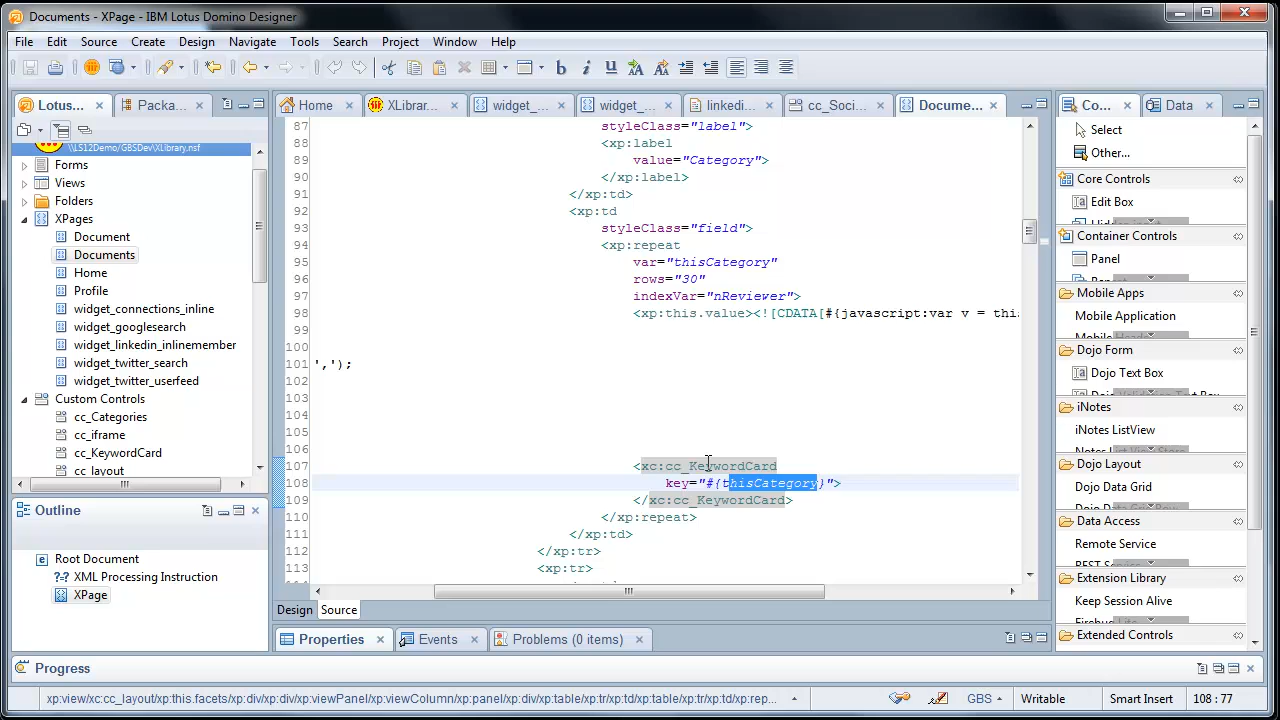 Documents - XPage - IBM Lotus Domino Designer
File Edit Source Create Design Navigate Tools Search Project Window Help
Lotus... Packa... Home XLibrar... widget_... widget_... linkedi... cc_Soci... Docume... Co... Data
\\LS12Demo/GBSDev\XLibrary.nsf
Forms
Views
Folders
XPages
Document
Documents
Home
Profile
widget_connections_inline
widget_googlesearch
widget_linkedin_inlinemember
widget_twitter_search
widget_twitter_userfeed
Custom Controls
cc_Categories
cc_iframe
cc_KeywordCard
cc_layout
Outline
Root Document
?-? XML Processing Instruction
XPage
87 styleClass="label">
88 <xp:label
89 value="Category">
90 </xp:label>
91 </xp:td>
92 <xp:td
93 styleClass="field">
94 <xp:repeat
95 var="thisCategory"
96 rows="30"
97 indexVar="nReviewer">
98 <xp:this.value><![CDATA[#{javascript:var v = this
100
101 ',');
102
103
104
105
106
107 <xc:cc_KeywordCard
108 key="#{thisCategory}">
109 </xc:cc_KeywordCard>
110 </xp:repeat>
111 </xp:td>
112 </xp:tr>
113 <xp:tr>
Design Source
Properties Events Problems (0 items)
Select
Other...
Core Controls
Edit Box
Container Controls
Panel
Mobile Apps
Mobile Application
Dojo Form
Dojo Text Box
iNotes
iNotes ListView
Dojo Layout
Dojo Data Grid
Data Access
Remote Service
Extension Library
Keep Session Alive
Extended Controls
Progress
xp:view/xc:cc_layout/xp:this.facets/xp:div/xp:div/xp:viewPanel/xp:viewColumn/xp:panel/xp:div/xp:table/xp:tr/xp:td/xp:table/xp:tr/xp:td/xp:rep... GBS Writable Smart Insert 108 : 77